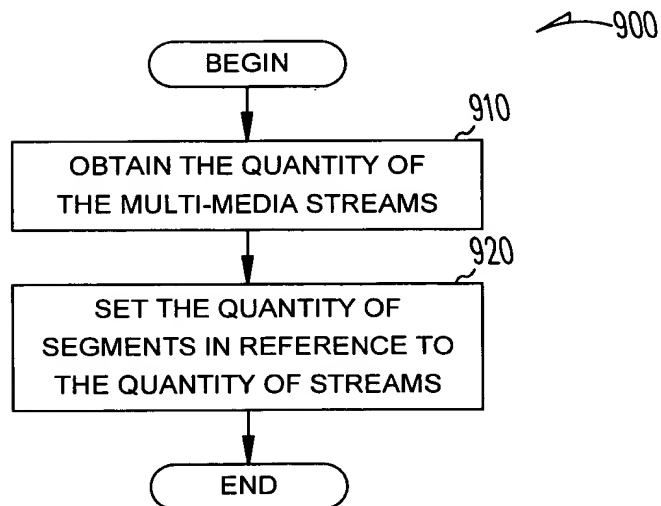 900
BEGIN
910
OBTAIN THE QUANTITY OF
THE MULTI-MEDIA STREAMS
920
SET THE QUANTITY OF
SEGMENTS IN REFERENCE TO
THE QUANTITY OF STREAMS
END